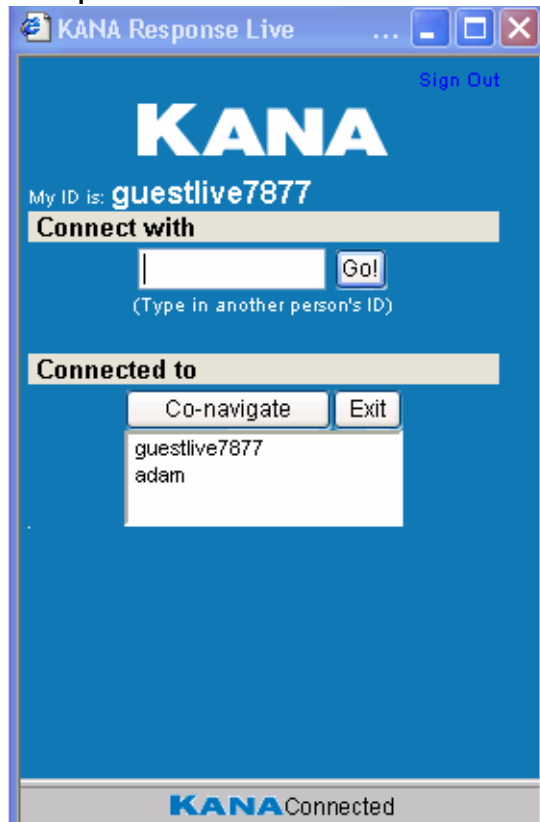 KANA Response Live ...
Sign Out
KANA
My ID is: guestlive7877
Connect with
Go!
(Type in another person's ID)
Connected to
Co-navigate Exit
guestlive7877
adam
KANA Connected